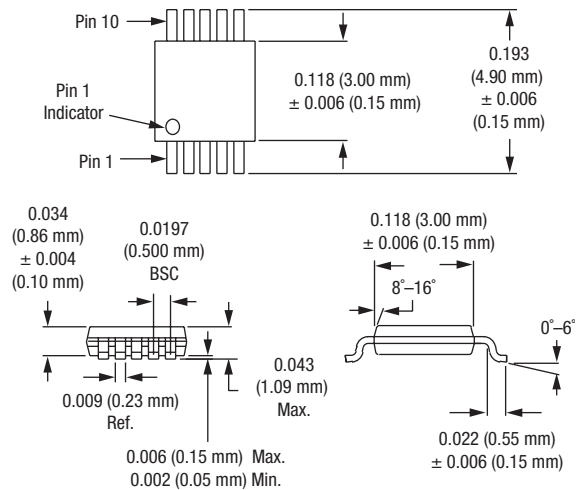 Pin 10
Pin 1
Indicator
Pin 1
0.118 (3.00 mm)
± 0.006 (0.15 mm)
0.193
(4.90 mm)
± 0.006
(0.15 mm)
0.034
(0.86 mm)
± 0.004
(0.10 mm)
0.0197
(0.500 mm)
BSC
0.009 (0.23 mm)
Ref.
0.043
(1.09 mm)
Max.
0.006 (0.15 mm) Max.
0.002 (0.05 mm) Min.
0.118 (3.00 mm)
± 0.006 (0.15 mm)
8°–16°
0°–6°
0.022 (0.55 mm)
± 0.006 (0.15 mm)